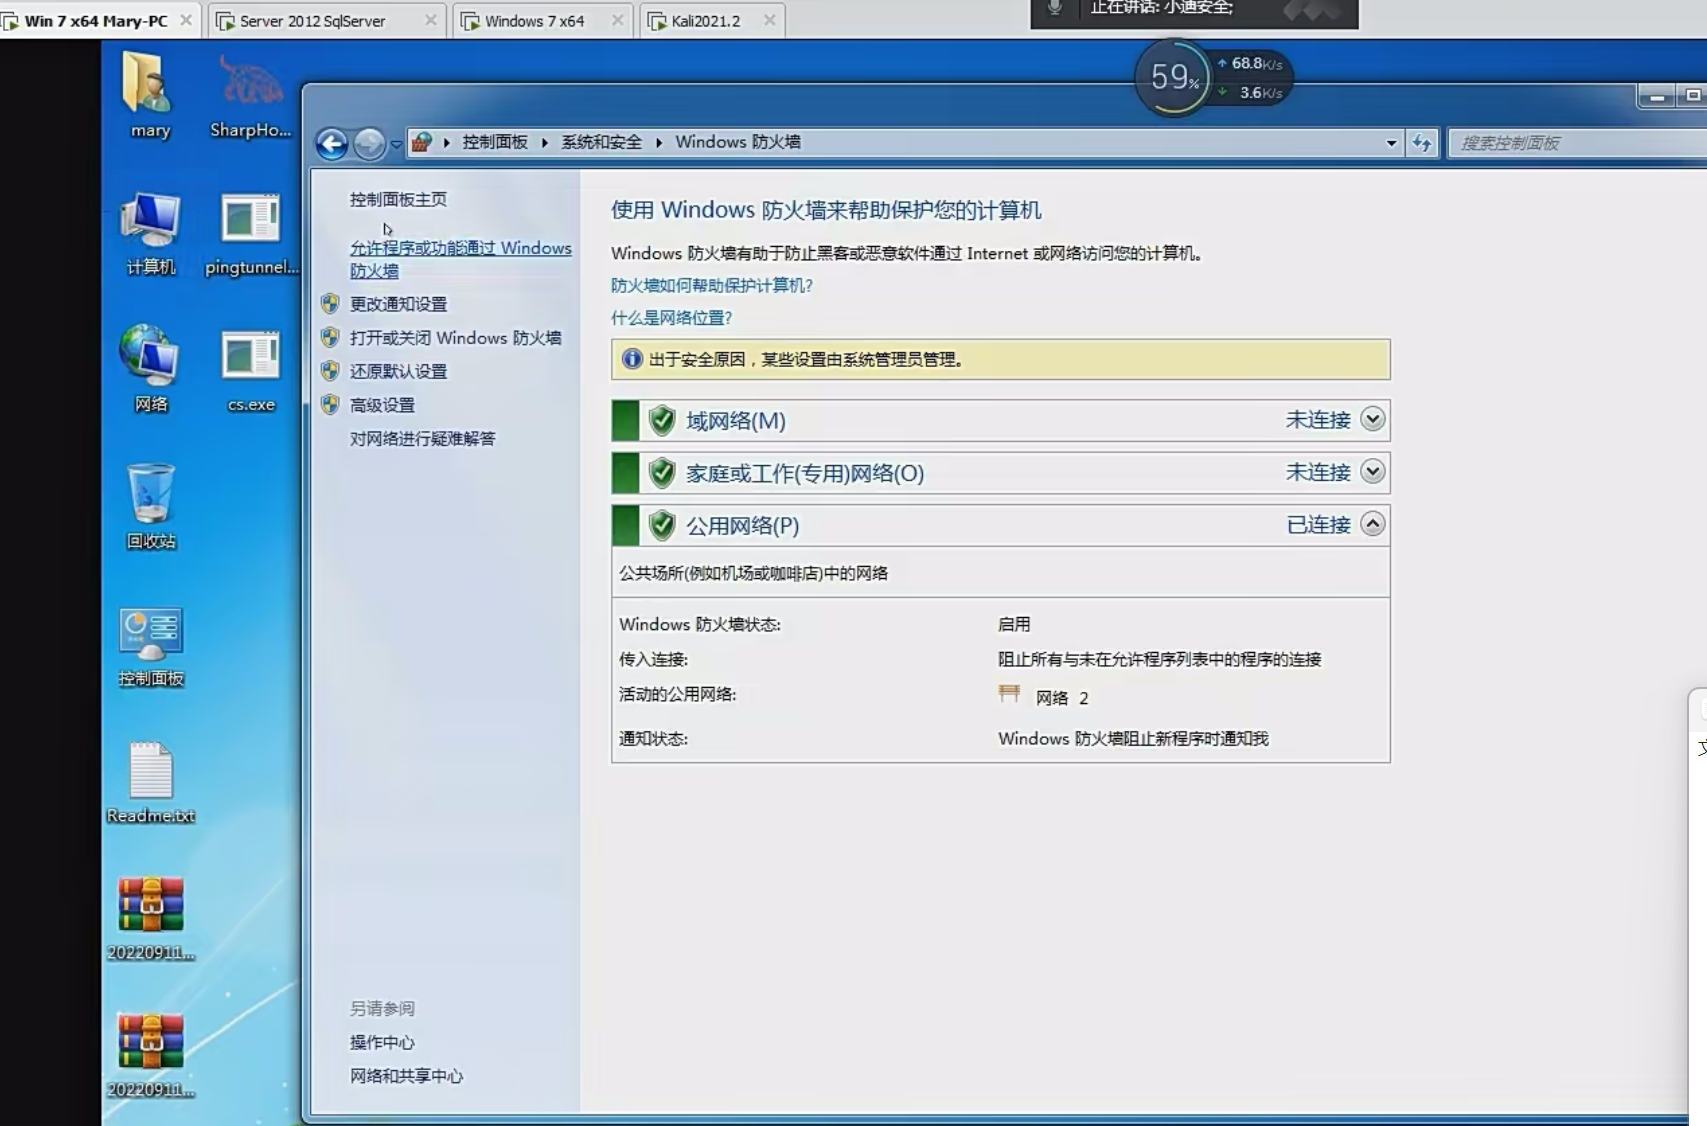 Win 7 x64 Mary-PC
Server 2012 SqlServer
Windows 7 x64
Kali2021.2
正在讲话: 小迪安全;
59%
68.8K/s
3.6K/s
mary
SharpHo...
计算机
pingtunnel...
网络
cs.exe
回收站
控制面板
Readme.txt
20220911...
20220911...
控制面板
系统和安全
Windows 防火墙
搜索控制面板
控制面板主页
允许程序或功能通过 Windows
防火墙
更改通知设置
打开或关闭 Windows 防火墙
还原默认设置
高级设置
对网络进行疑难解答
另请参阅
操作中心
网络和共享中心
使用 Windows 防火墙来帮助保护您的计算机
Windows 防火墙有助于防止黑客或恶意软件通过 Internet 或网络访问您的计算机。
防火墙如何帮助保护计算机?
什么是网络位置?
出于安全原因，某些设置由系统管理员管理。
域网络(M) 未连接
家庭或工作(专用)网络(O) 未连接
公用网络(P) 已连接
公共场所(例如机场或咖啡店)中的网络
Windows 防火墙状态: 启用
传入连接: 阻止所有与未在允许程序列表中的程序的连接
活动的公用网络: 网络 2
通知状态: Windows 防火墙阻止新程序时通知我